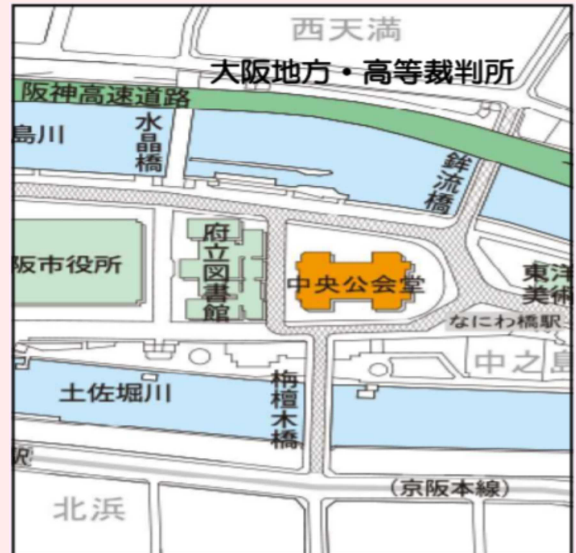 西天満
大阪地方・高等裁判所
阪神高速道路
島川
水晶橋
鉾流橋
阪市役所
府立図書館
中央公会堂
東洋
美術
なにわ橋駅
中之島
土佐堀川
栴檀木橋
駅
(京阪本線)
北浜